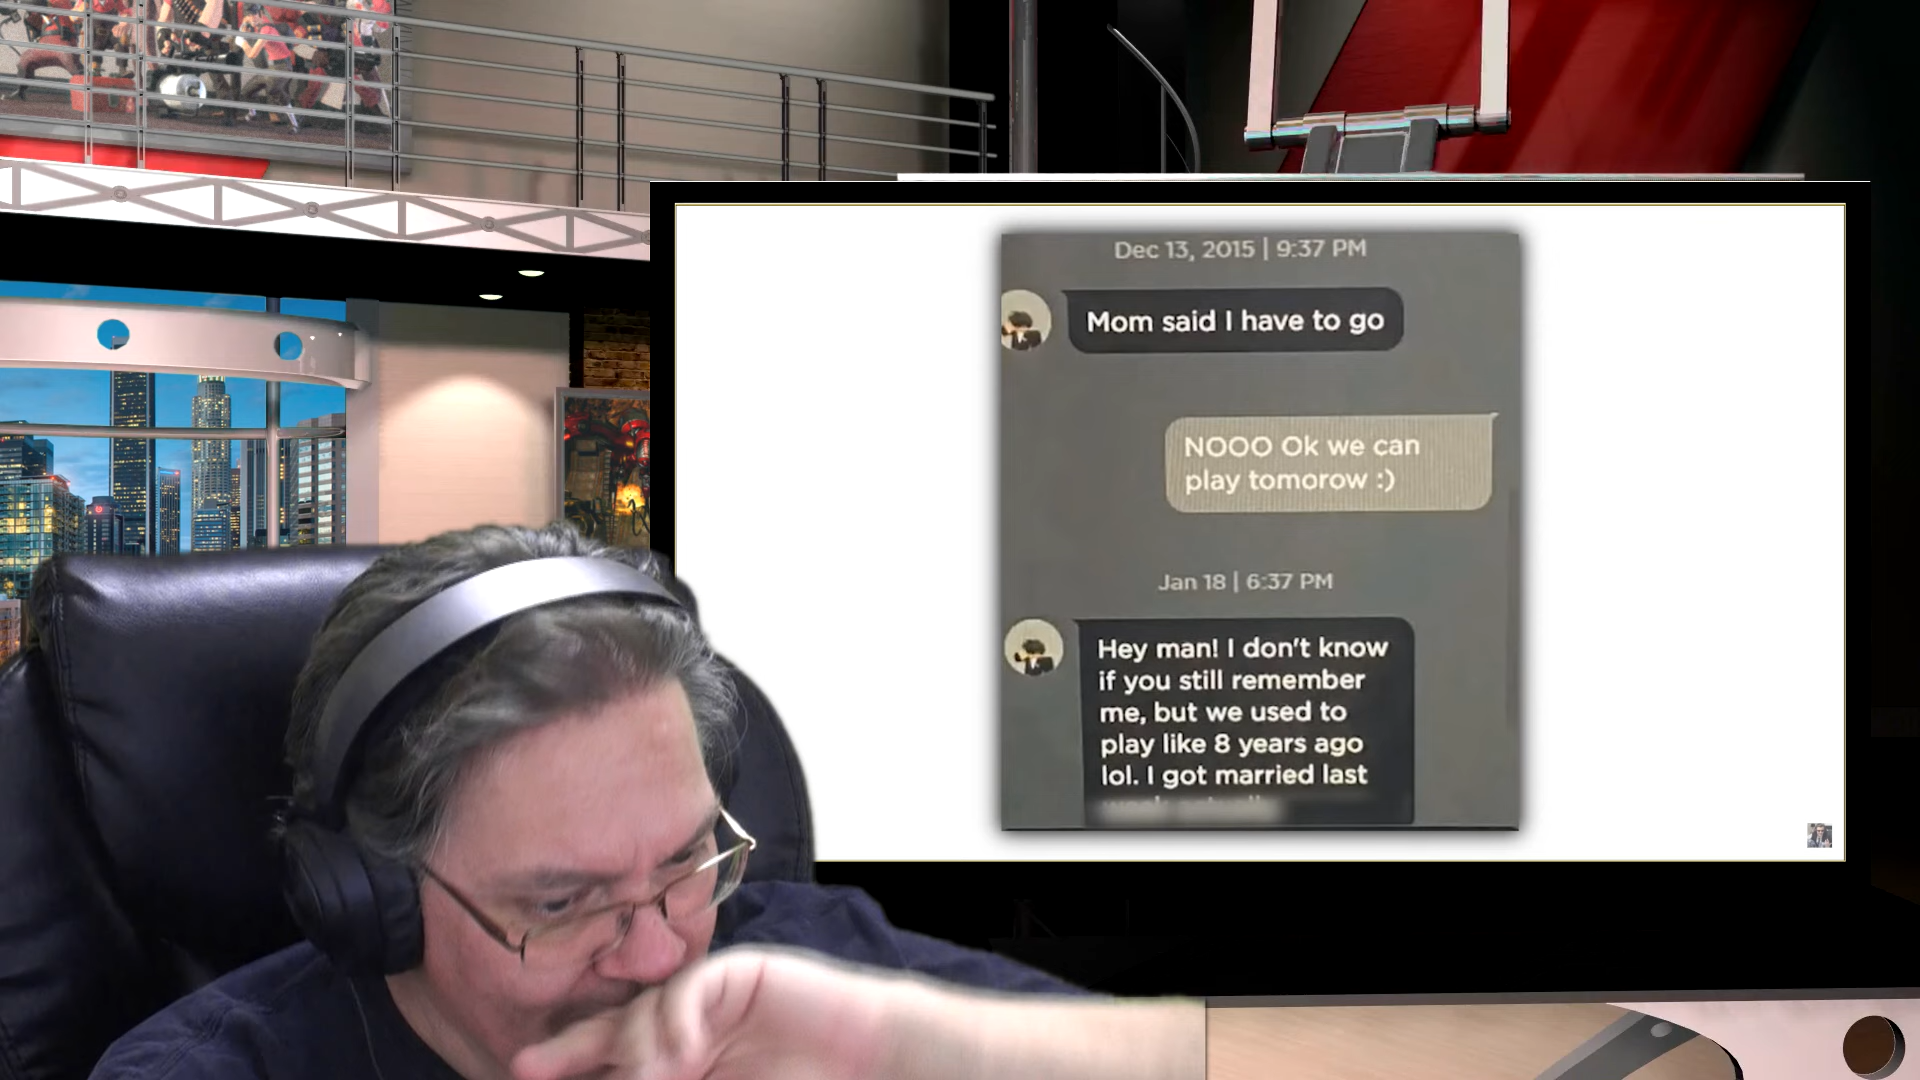 Dec 13, 2015 | 9:37 PM
Mom said I have to go
NOOO Ok we can
play tomorow :)
Jan 18 | 6:37 PM
Hey man! I don't know
if you still remember
me, but we used to
play like 8 years ago
lol. I got married last